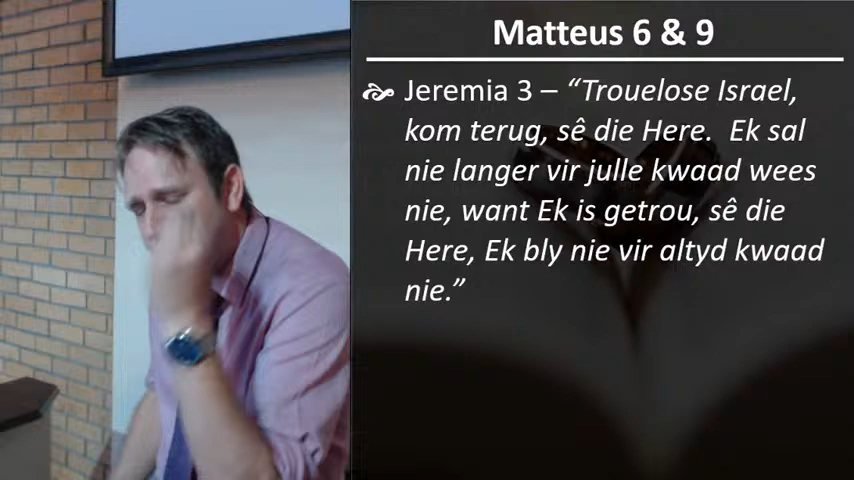 Matteus 6 & 9
Jeremia 3 – “Trouelose Israel,
kom terug, sê die Here. Ek sal
nie langer vir julle kwaad wees
nie, want Ek is getrou, sê die
Here, Ek bly nie vir altyd kwaad
nie.”